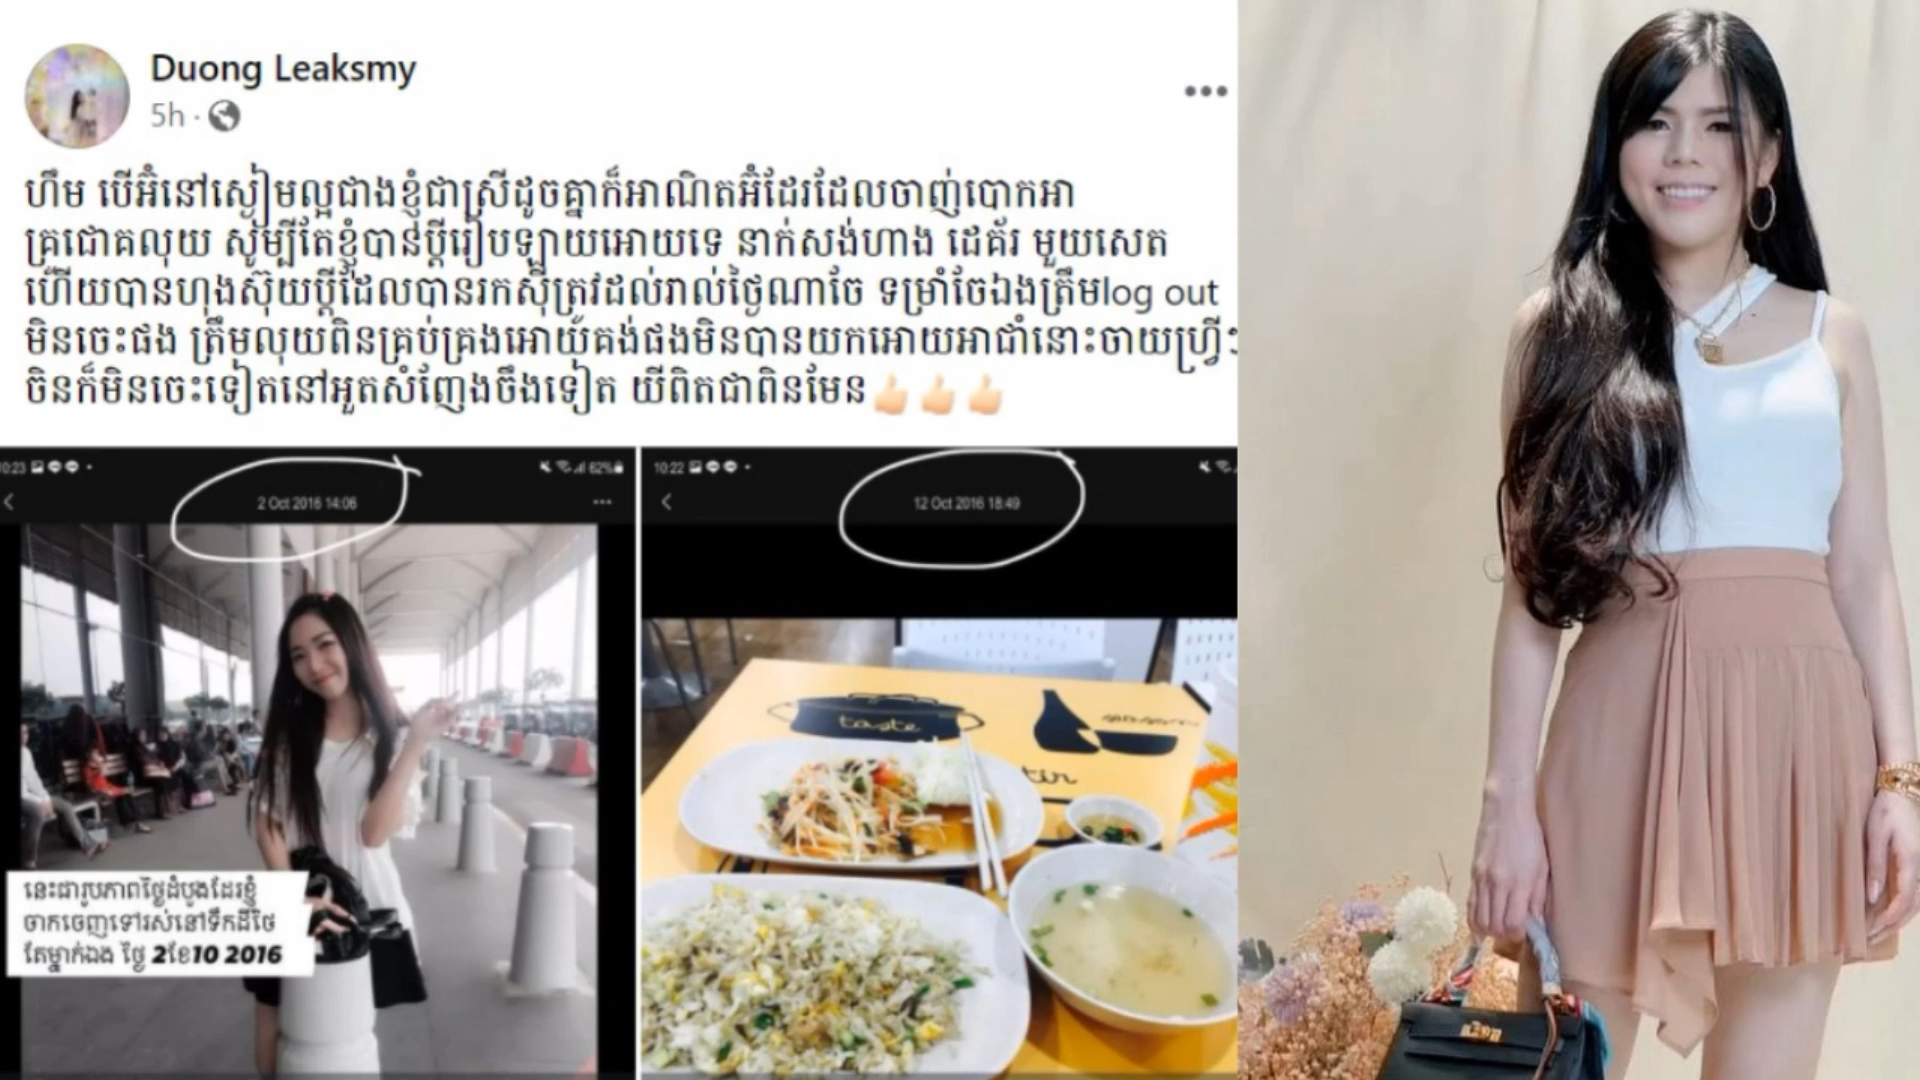 Duong Leaksmy
5h ·
ហឹម បើអ៊ំនៅស្ងៀមល្អជាងខ្ញុំជាស្រីដូចគ្នាក៏អាណិតអ៊ំដែរដែលចាញ់បោកអា
គ្រូជោគលុយ សូម្បីតែខ្ញុំបានប្ដីរៀបឡាយអោយទេ នាក់សង់ហាង ដេគ័រ មួយសេត
ហើយបានហុងស៊ុយប្ដីដែលបានរកស៊ីត្រូវដល់រាល់ថ្ងៃណាចែ ទម្រាំចែឯងត្រឹមlog out
មិនចេះផង ត្រឹមលុយពិនគ្រប់គ្រងអោយគង់ផងមិនបានយកអោយអាជាំនោះចាយហ្វ្រីៗ
ចិនក៏មិនចេះទៀតនៅអួតសំញែងចឹងទៀត យីពិតជាពិនមែន👍🏻👍🏻👍🏻
0:23
62%
2 Oct 2016 14:06
10:22
12 Oct 2016 18:49
taste
នេះជារូបភាពថ្ងៃដំបូងដែរខ្ញុំ
ចាកចេញទៅរស់នៅទឹកដីថៃ
តែម្នាក់ឯង ថ្ងៃ 2ខែ10 2016